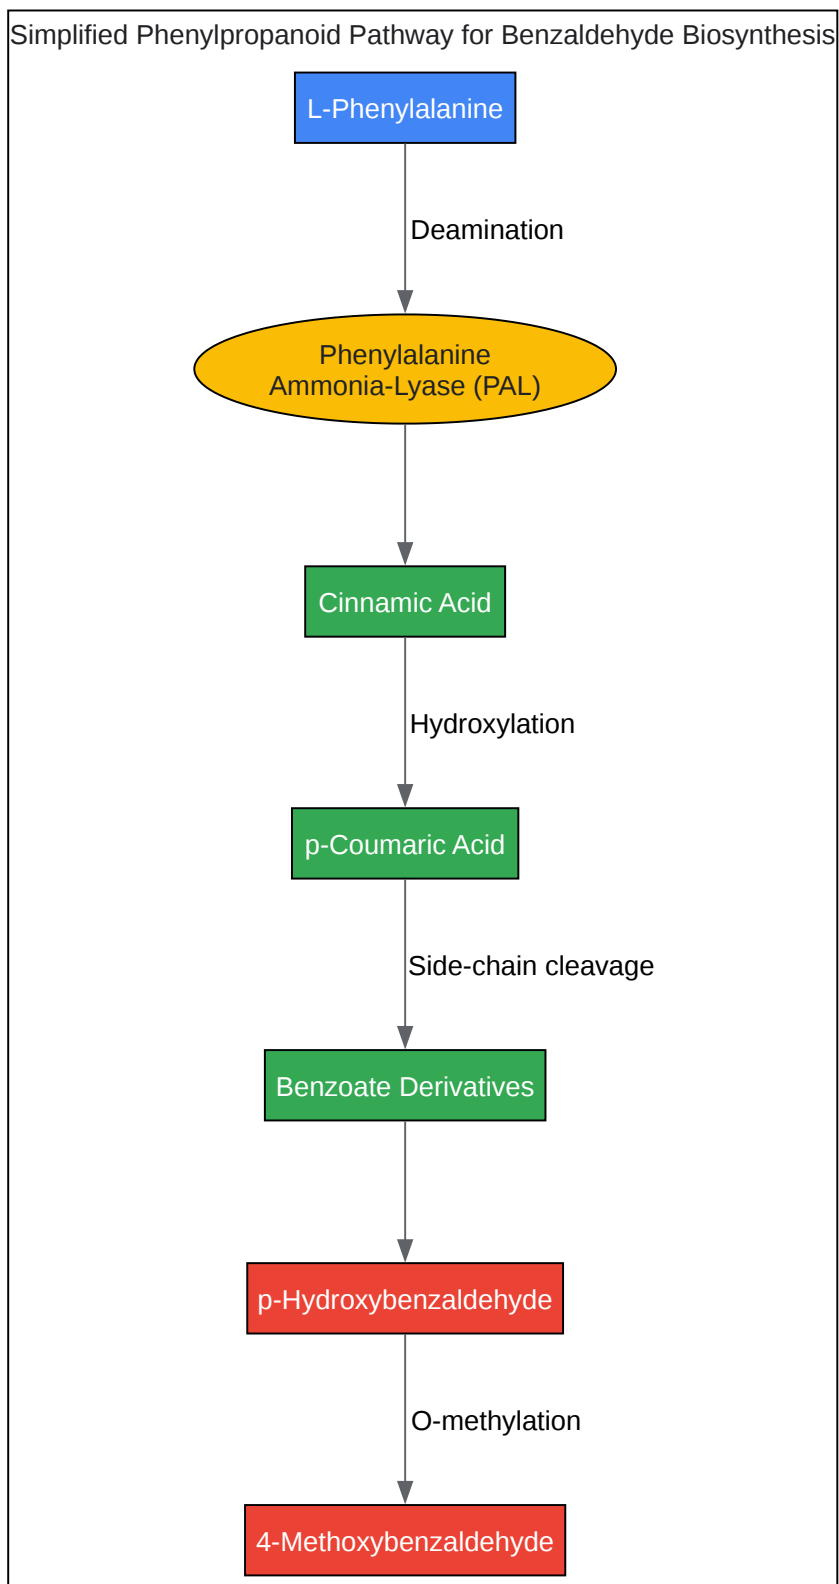 Simplified Phenylpropanoid Pathway for Benzaldehyde Biosynthesis
L-Phenylalanine
Deamination
Phenylalanine
Ammonia-Lyase (PAL)
Cinnamic Acid
Hydroxylation
p-Coumaric Acid
Side-chain cleavage
Benzoate Derivatives
p-Hydroxybenzaldehyde
O-methylation
4-Methoxybenzaldehyde